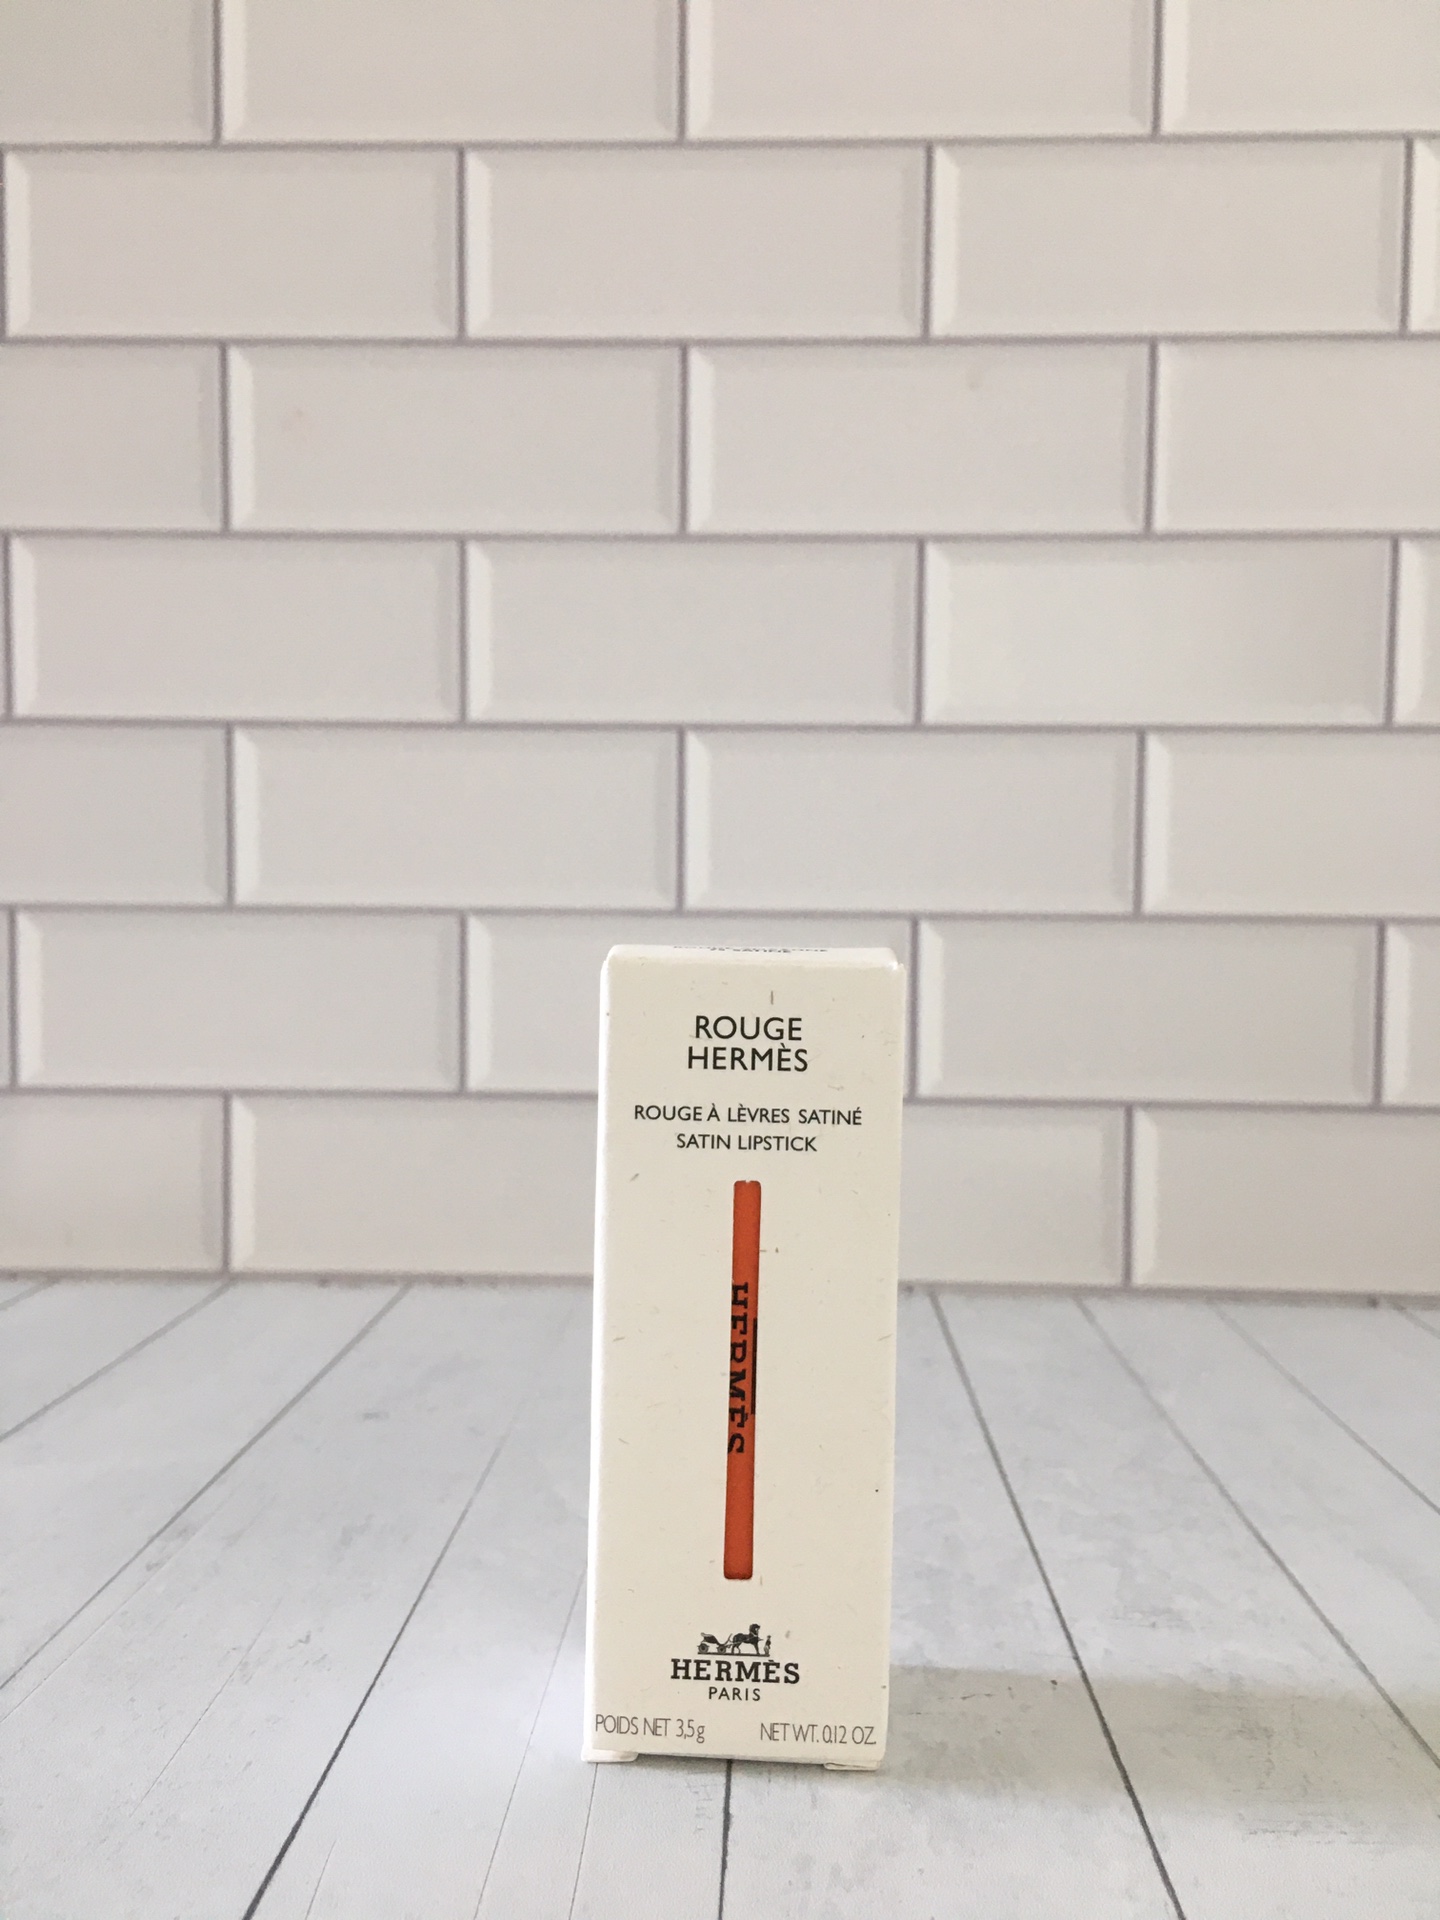 ROUGE
HERMÈS
ROUGE À LÈVRES SATINÉ
SATIN LIPSTICK
HERMÈS
HERMÈS
PARIS
POIDS NET 3,5g NET WT. 0.12 OZ.